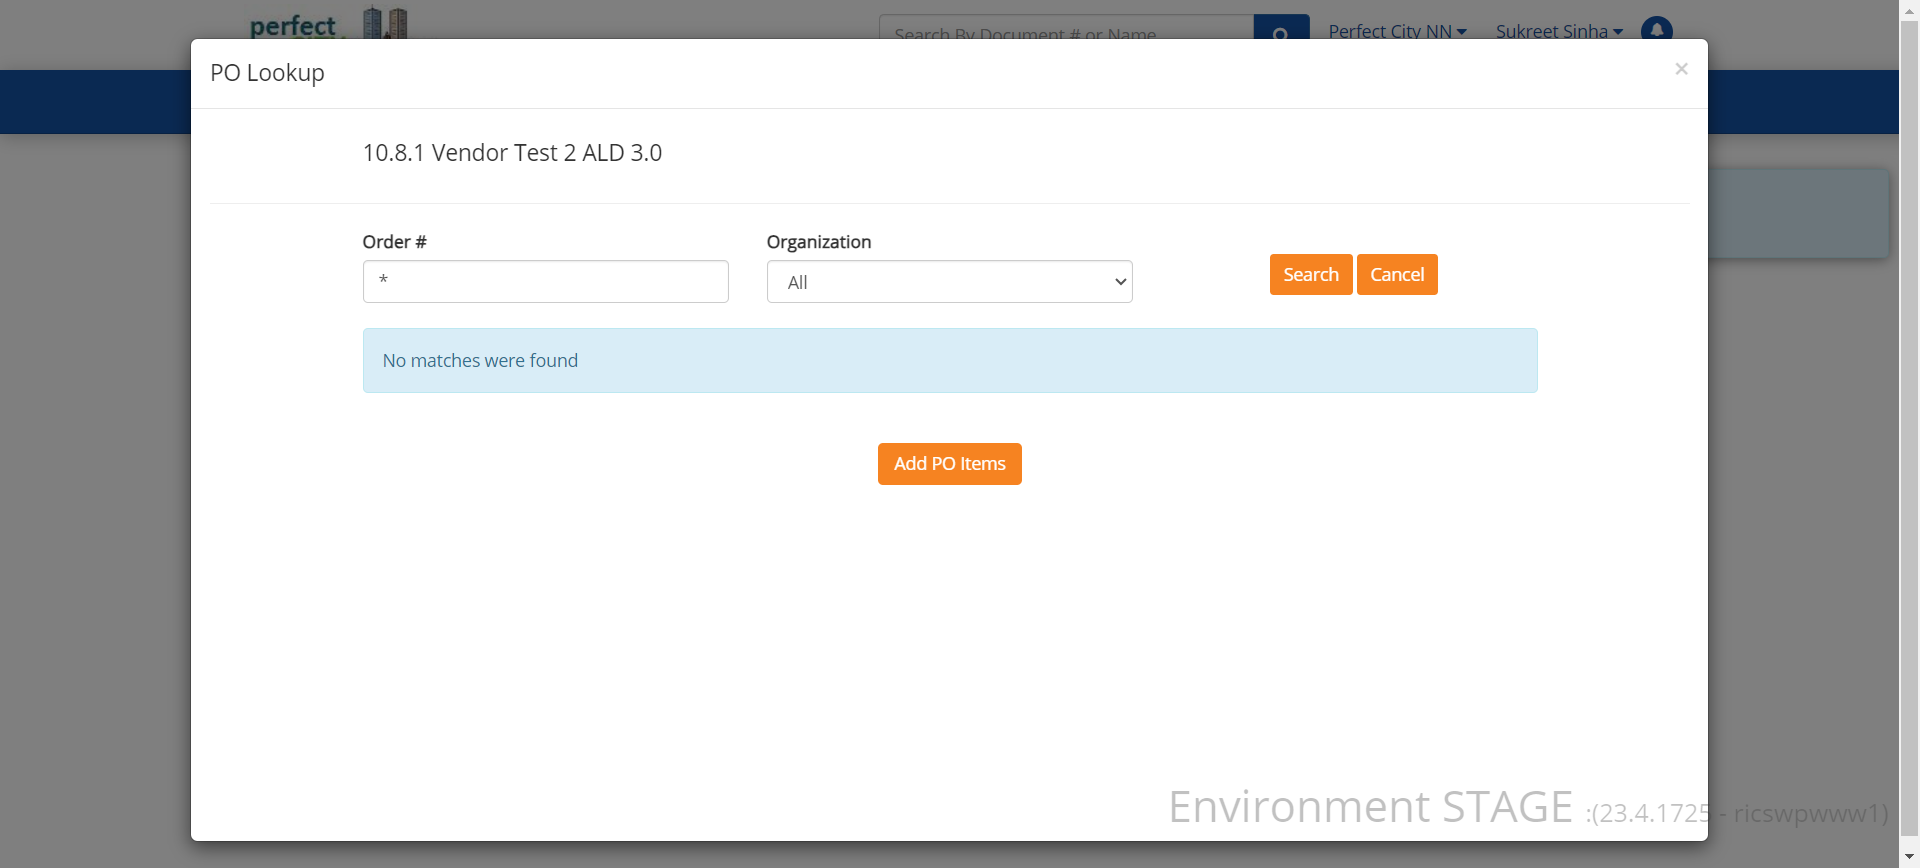 perfect
Search By Document # or Name
Perfect City NN
Sukreet Sinha
PO Lookup
×
10.8.1 Vendor Test 2 ALD 3.0
Order #
Organization
*
All
Search
Cancel
No matches were found
Add PO Items
Environment STAGE :(23.4.1725 - ricswpwww1)